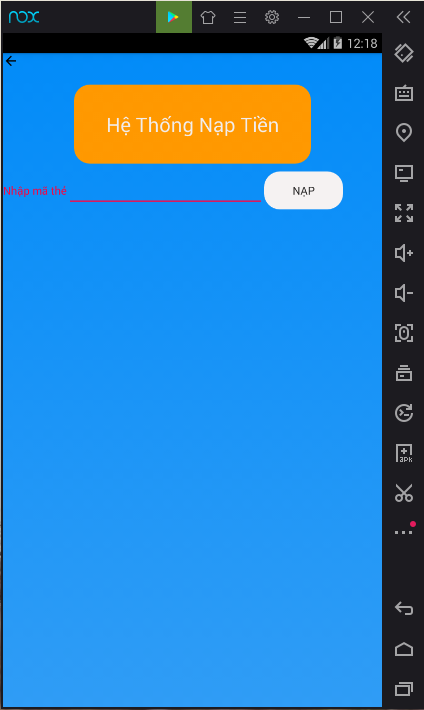 nox
12:18
Hệ Thống Nạp Tiền
Nhập mã thẻ
NẠP